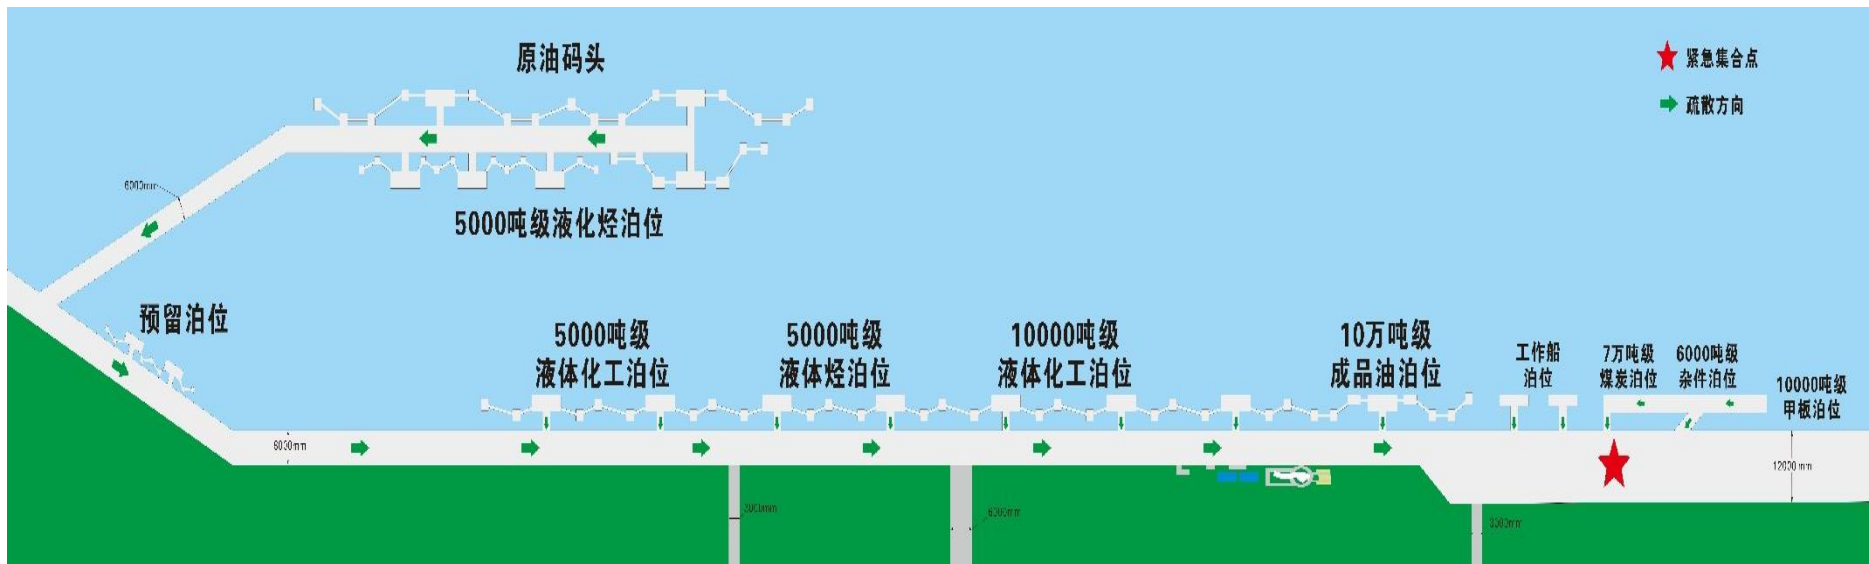 原油码头
紧急集合点
疏散方向
6000mm
5000吨级液化烃泊位
预留泊位
5000吨级
液体化工泊位
5000吨级
液体烃泊位
10000吨级
液体化工泊位
10万吨级
成品油泊位
工作船
泊位
7万吨级
煤炭泊位
6000吨级
杂件泊位
10000吨级
甲板泊位
6000mm
12000mm
3000mm
6000mm
3000mm